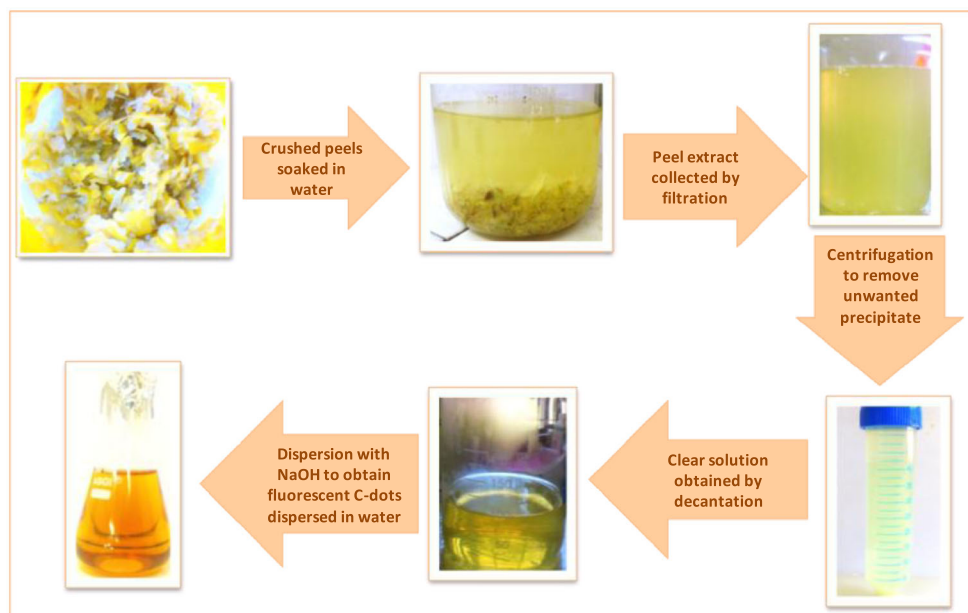 Crushed peels
soaked in
water
Peel extract
collected by
filtration
Centrifugation
to remove
unwanted
precipitate
Clear solution
obtained by
decantation
Dispersion with
NaOH to obtain
fluorescent C-dots
dispersed in water